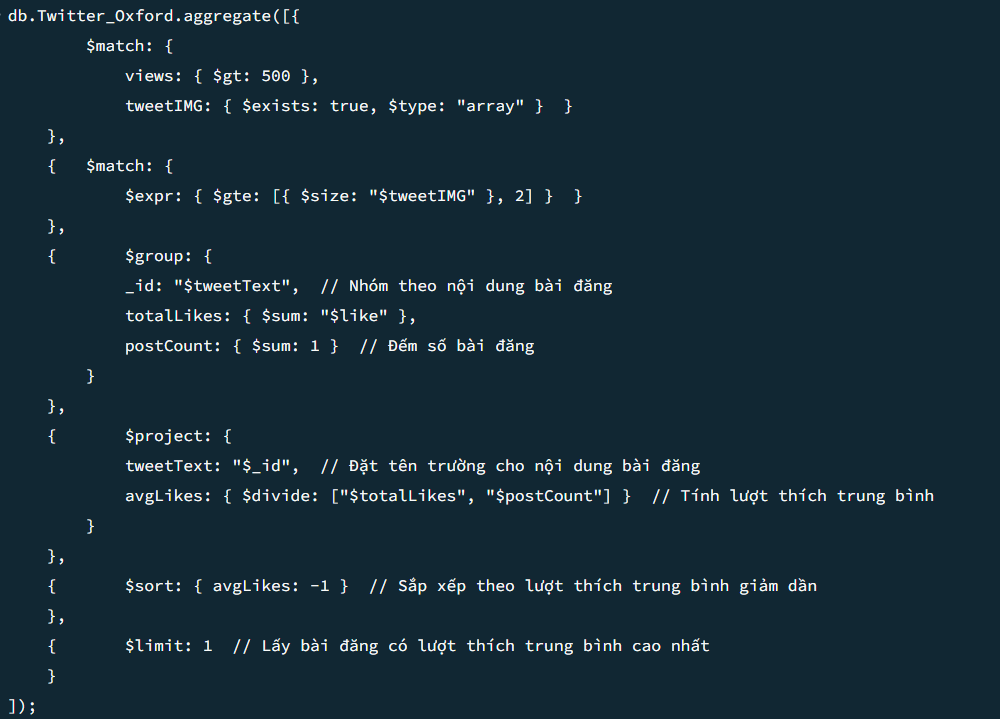 db.Twitter_Oxford.aggregate([{
$match: {
views: { $gt: 500 },
tweetIMG: { $exists: true, $type: "array" }  }
},
{   $match: {
$expr: { $gte: [{ $size: "$tweetIMG" }, 2] }  }
},
{       $group: {
_id: "$tweetText",  // Nhóm theo nội dung bài đăng
totalLikes: { $sum: "$like" },
postCount: { $sum: 1 }  // Đếm số bài đăng
}
},
{       $project: {
tweetText: "$_id",  // Đặt tên trường cho nội dung bài đăng
avgLikes: { $divide: ["$totalLikes", "$postCount"] }  // Tính lượt thích trung bình
}
},
{       $sort: { avgLikes: -1 }  // Sắp xếp theo lượt thích trung bình giảm dần
},
{       $limit: 1  // Lấy bài đăng có lượt thích trung bình cao nhất
}
]);